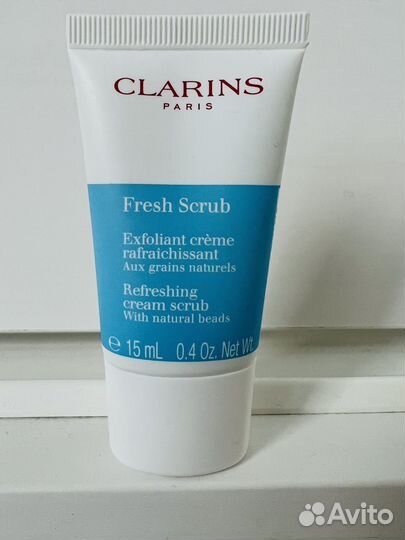 CLARINS
PARIS
Fresh Scrub
Exfoliant crème
rafraichissant
Aux grains naturels
Refreshing
cream scrub
With natural beads
℮ 15 mL 0.4 Oz. Net Wt.
Avito